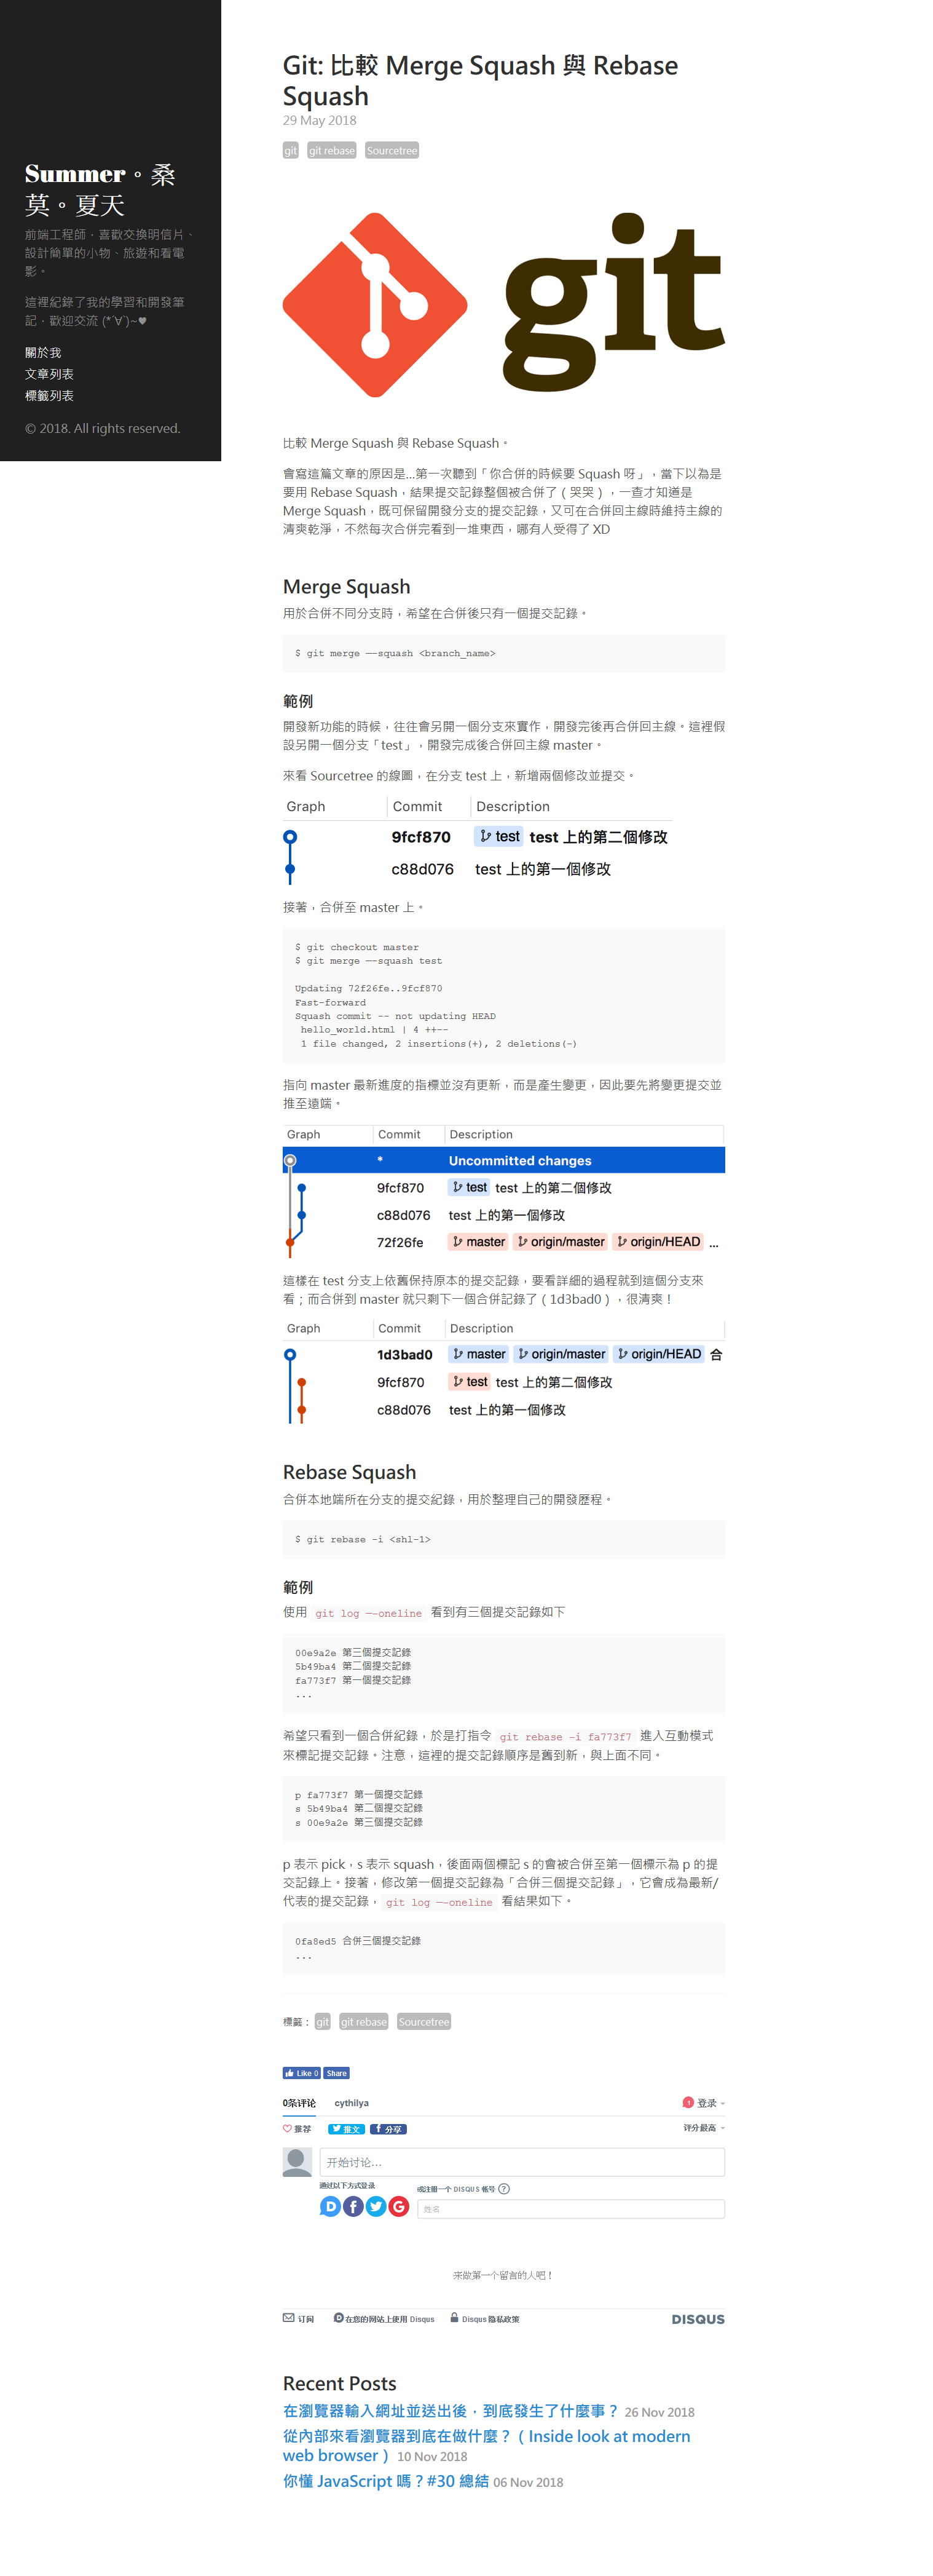 Summer。桑
莫。夏天
前端工程師，喜歡交換明信片、
設計簡單的小物、旅遊和看電
影。
這裡紀錄了我的學習和開發筆
記，歡迎交流 (*´∀`)~♥
關於我
文章列表
標籤列表
© 2018. All rights reserved.
Git: 比較 Merge Squash 與 Rebase
Squash
29 May 2018
git git rebase Sourcetree
git
比較 Merge Squash 與 Rebase Squash。
會寫這篇文章的原因是...第一次聽到「你合併的時候要 Squash 呀」，當下以為是
要用 Rebase Squash，結果提交記錄整個被合併了（哭哭），一查才知道是
Merge Squash，既可保留開發分支的提交記錄，又可在合併回主線時維持主線的
清爽乾淨，不然每次合併完看到一堆東西，哪有人受得了 XD
Merge Squash
用於合併不同分支時，希望在合併後只有一個提交記錄。
$ git merge —-squash <branch_name>
範例
開發新功能的時候，往往會另開一個分支來實作，開發完後再合併回主線。這裡假
設另開一個分支「test」，開發完成後合併回主線 master。
來看 Sourcetree 的線圖，在分支 test 上，新增兩個修改並提交。
Graph Commit Description
9fcf870 test test 上的第二個修改
c88d076 test 上的第一個修改
接著，合併至 master 上。
$ git checkout master
$ git merge —-squash test
Updating 72f26fe..9fcf870
Fast-forward
Squash commit -- not updating HEAD
hello_world.html | 4 ++--
1 file changed, 2 insertions(+), 2 deletions(-)
指向 master 最新進度的指標並沒有更新，而是產生變更，因此要先將變更提交並
推至遠端。
Graph Commit Description
* Uncommitted changes
9fcf870 test test 上的第二個修改
c88d076 test 上的第一個修改
72f26fe master origin/master origin/HEAD ...
這樣在 test 分支上依舊保持原本的提交記錄，要看詳細的過程就到這個分支來
看；而合併到 master 就只剩下一個合併記錄了（1d3bad0），很清爽！
Graph Commit Description
1d3bad0 master origin/master origin/HEAD 合
9fcf870 test test 上的第二個修改
c88d076 test 上的第一個修改
Rebase Squash
合併本地端所在分支的提交紀錄，用於整理自己的開發歷程。
$ git rebase -i <shl-1>
範例
使用 git log —-oneline 看到有三個提交記錄如下
00e9a2e 第三個提交記錄
5b49ba4 第二個提交記錄
fa773f7 第一個提交記錄
...
希望只看到一個合併紀錄，於是打指令 git rebase -i fa773f7 進入互動模式
來標記提交記錄。注意，這裡的提交記錄順序是舊到新，與上面不同。
p fa773f7 第一個提交記錄
s 5b49ba4 第二個提交記錄
s 00e9a2e 第三個提交記錄
p 表示 pick，s 表示 squash，後面兩個標記 s 的會被合併至第一個標示為 p 的提
交記錄上。接著，修改第一個提交記錄為「合併三個提交記錄」，它會成為最新/
代表的提交記錄，git log —-oneline 看結果如下。
0fa8ed5 合併三個提交記錄
...
標籤： git git rebase Sourcetree
Like 0 Share
0条评论 cythilya 1 登录
推荐 推文 分享 评分最高
开始讨论...
通过以下方式登录 或注册一个 DISQUS 帐号 ?
姓名
来做第一个留言的人吧！
订阅 在您的网站上使用 Disqus Disqus 隐私政策 DISQUS
Recent Posts
在瀏覽器輸入網址並送出後，到底發生了什麼事？ 26 Nov 2018
從內部來看瀏覽器到底在做什麼？（Inside look at modern
web browser） 10 Nov 2018
你懂 JavaScript 嗎？#30 總結 06 Nov 2018